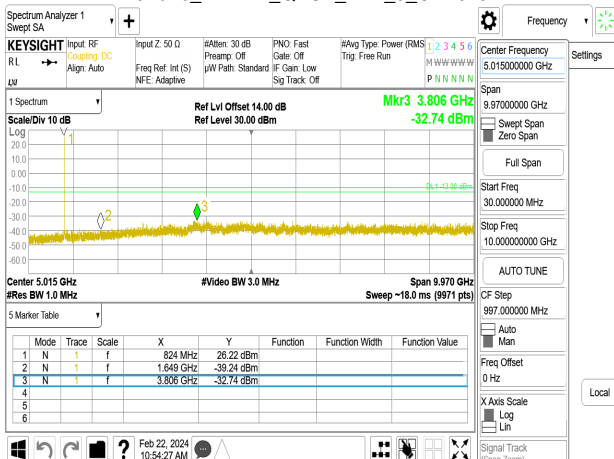 Spectrum Analyzer 1
Swept SA
Frequency
KEYSIGHT
RL
Input: RF
Coupling: DC
Align: Auto
Input Z: 50 Ω
Freq Ref: Int (S)
NFE: Adaptive
#Atten: 30 dB
Preamp: Off
µW Path: Standard
PNO: Fast
Gate: Off
IF Gain: Low
Sig Track: Off
#Avg Type: Power (RMS
Trig: Free Run
1 2 3 4 5 6
M W W W W W
P N N N N N
1 Spectrum
Scale/Div 10 dB
Ref Lvl Offset 14.00 dB
Ref Level 30.00 dBm
Mkr3 3.806 GHz
-32.74 dBm
Log
20.0
10.0
0.00
-10.0
-20.0
-30.0
-40.0
-50.0
-60.0
1
2
3
DL1 -13.00 dBm
Center 5.015 GHz
#Res BW 1.0 MHz
#Video BW 3.0 MHz
Span 9.970 GHz
Sweep ~18.0 ms (9971 pts)
5 Marker Table
Mode Trace Scale X Y Function Function Width Function Value
1 N 1 f 824 MHz 26.22 dBm
2 N 1 f 1.649 GHz -39.24 dBm
3 N 1 f 3.806 GHz -32.74 dBm
4
5
6
Feb 22, 2024
10:54:27 AM
Center Frequency
5.015000000 GHz
Settings
Span
9.97000000 GHz
Swept Span
Zero Span
Full Span
Start Freq
30.000000 MHz
Stop Freq
10.000000000 GHz
AUTO TUNE
CF Step
997.000000 MHz
Auto
Man
Freq Offset
0 Hz
X Axis Scale
Log
Lin
Local
Signal Track